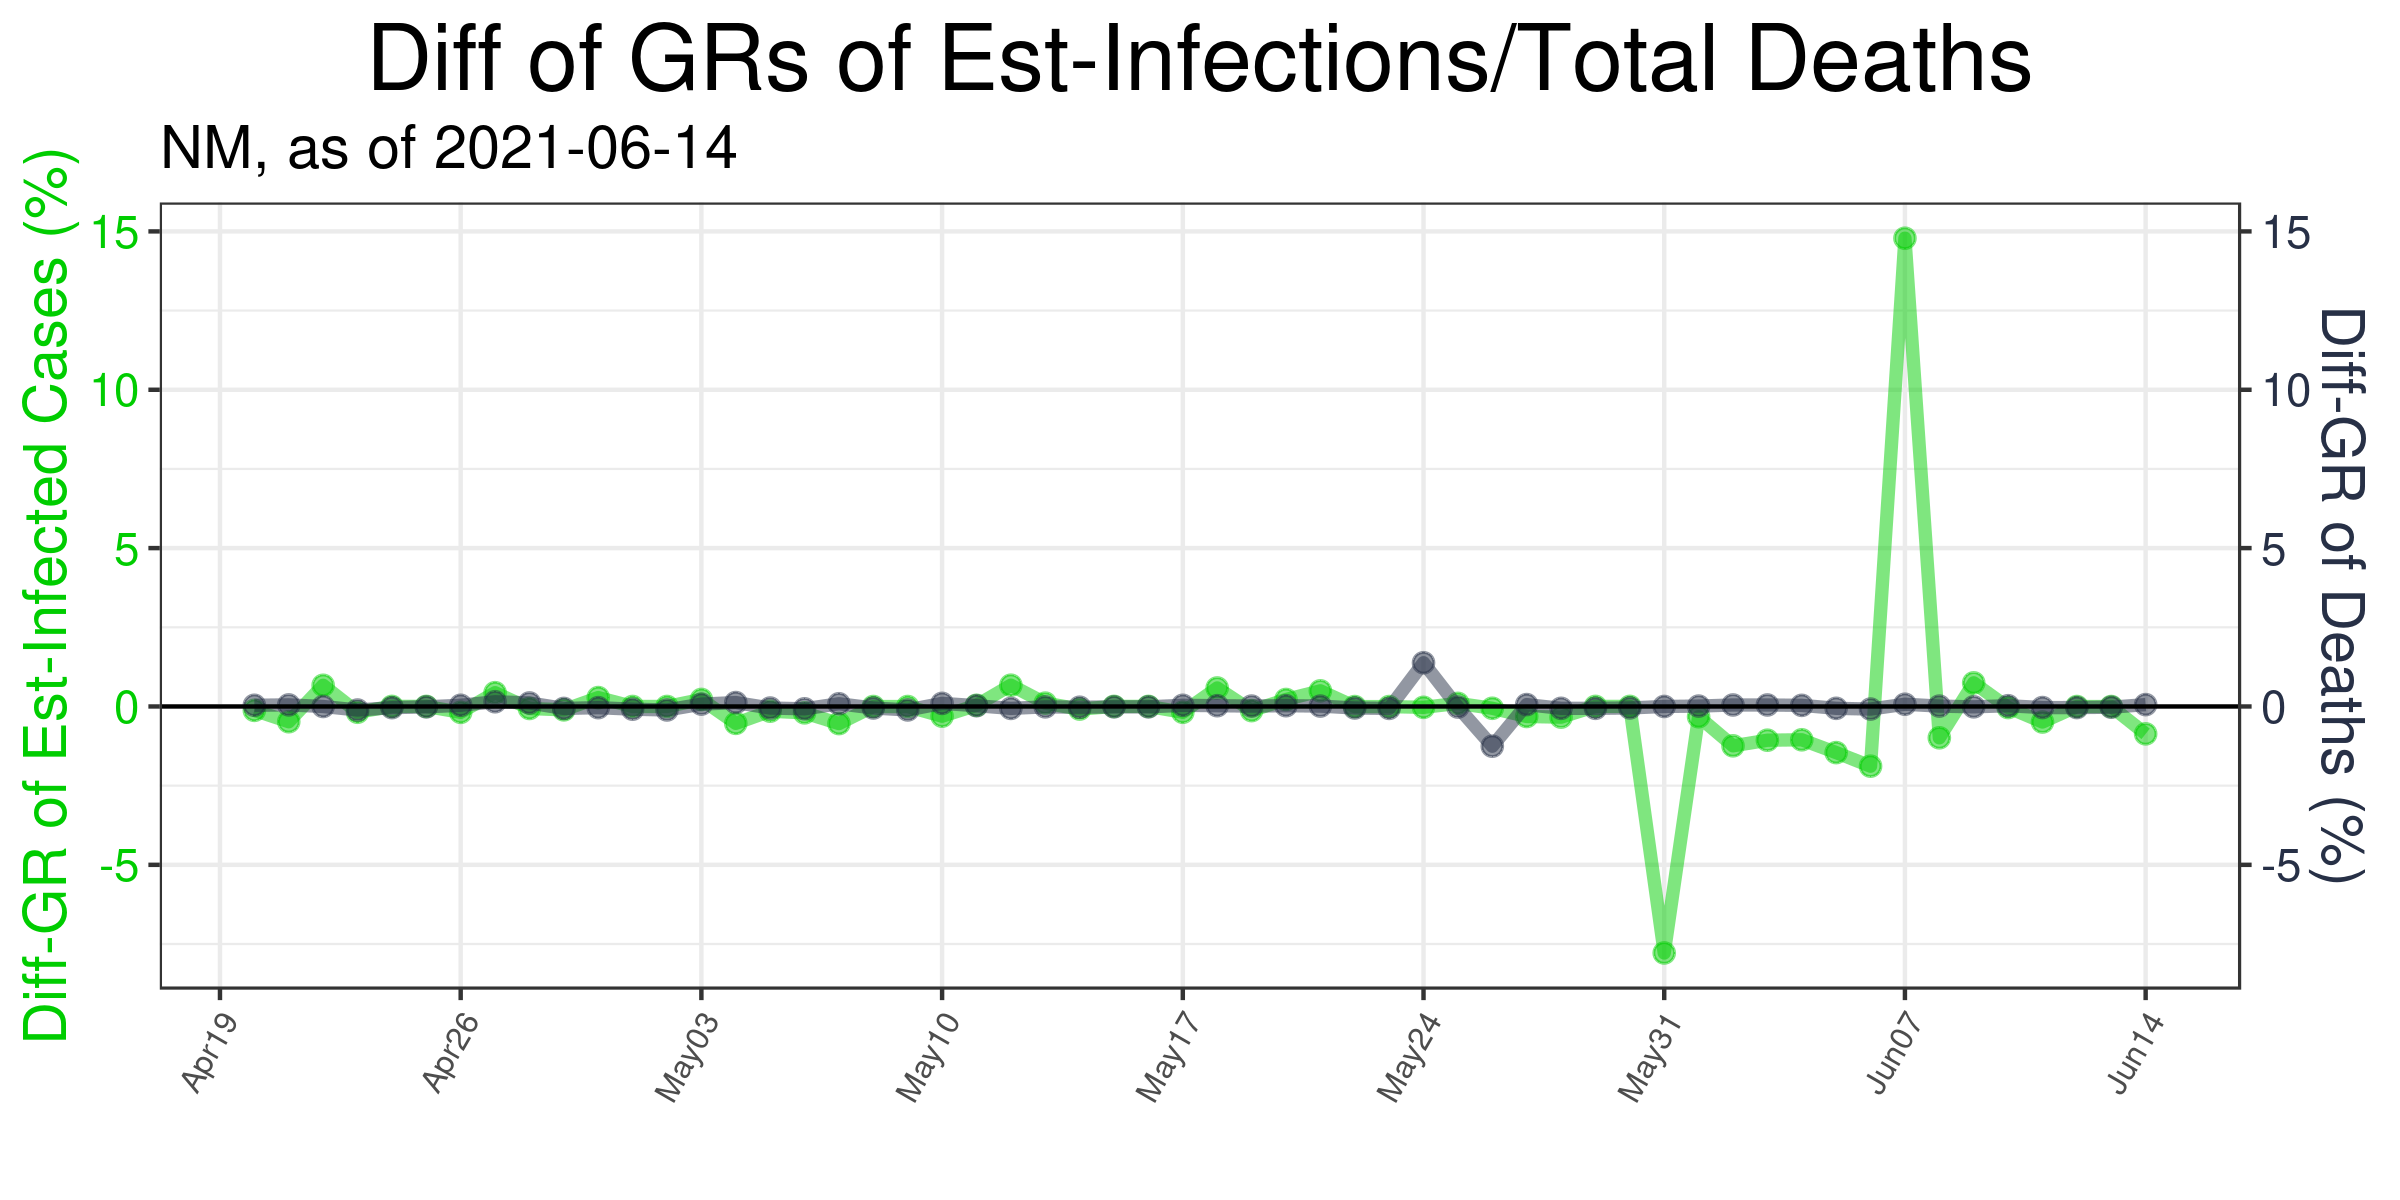 Diff of GRs of Est-Infections/Total Deaths
NM, as of 2021-06-14
Diff-GR of Est-Infected Cases (%)
15
10
5
0
-5
15
10
5
0
-5
Diff-GR of Deaths (%)
Apr19
Apr26
May03
May10
May17
May24
May31
Jun07
Jun14